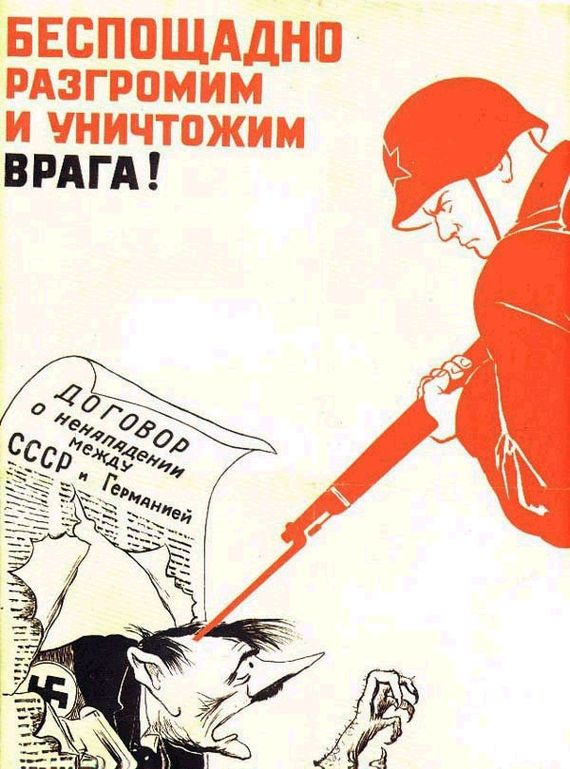 БЕСПОЩАДНО
РАЗГРОМИМ
И УНИЧТОЖИМ
ВРАГА!
ДОГОВОР
о ненападении
между
СССР и Германией